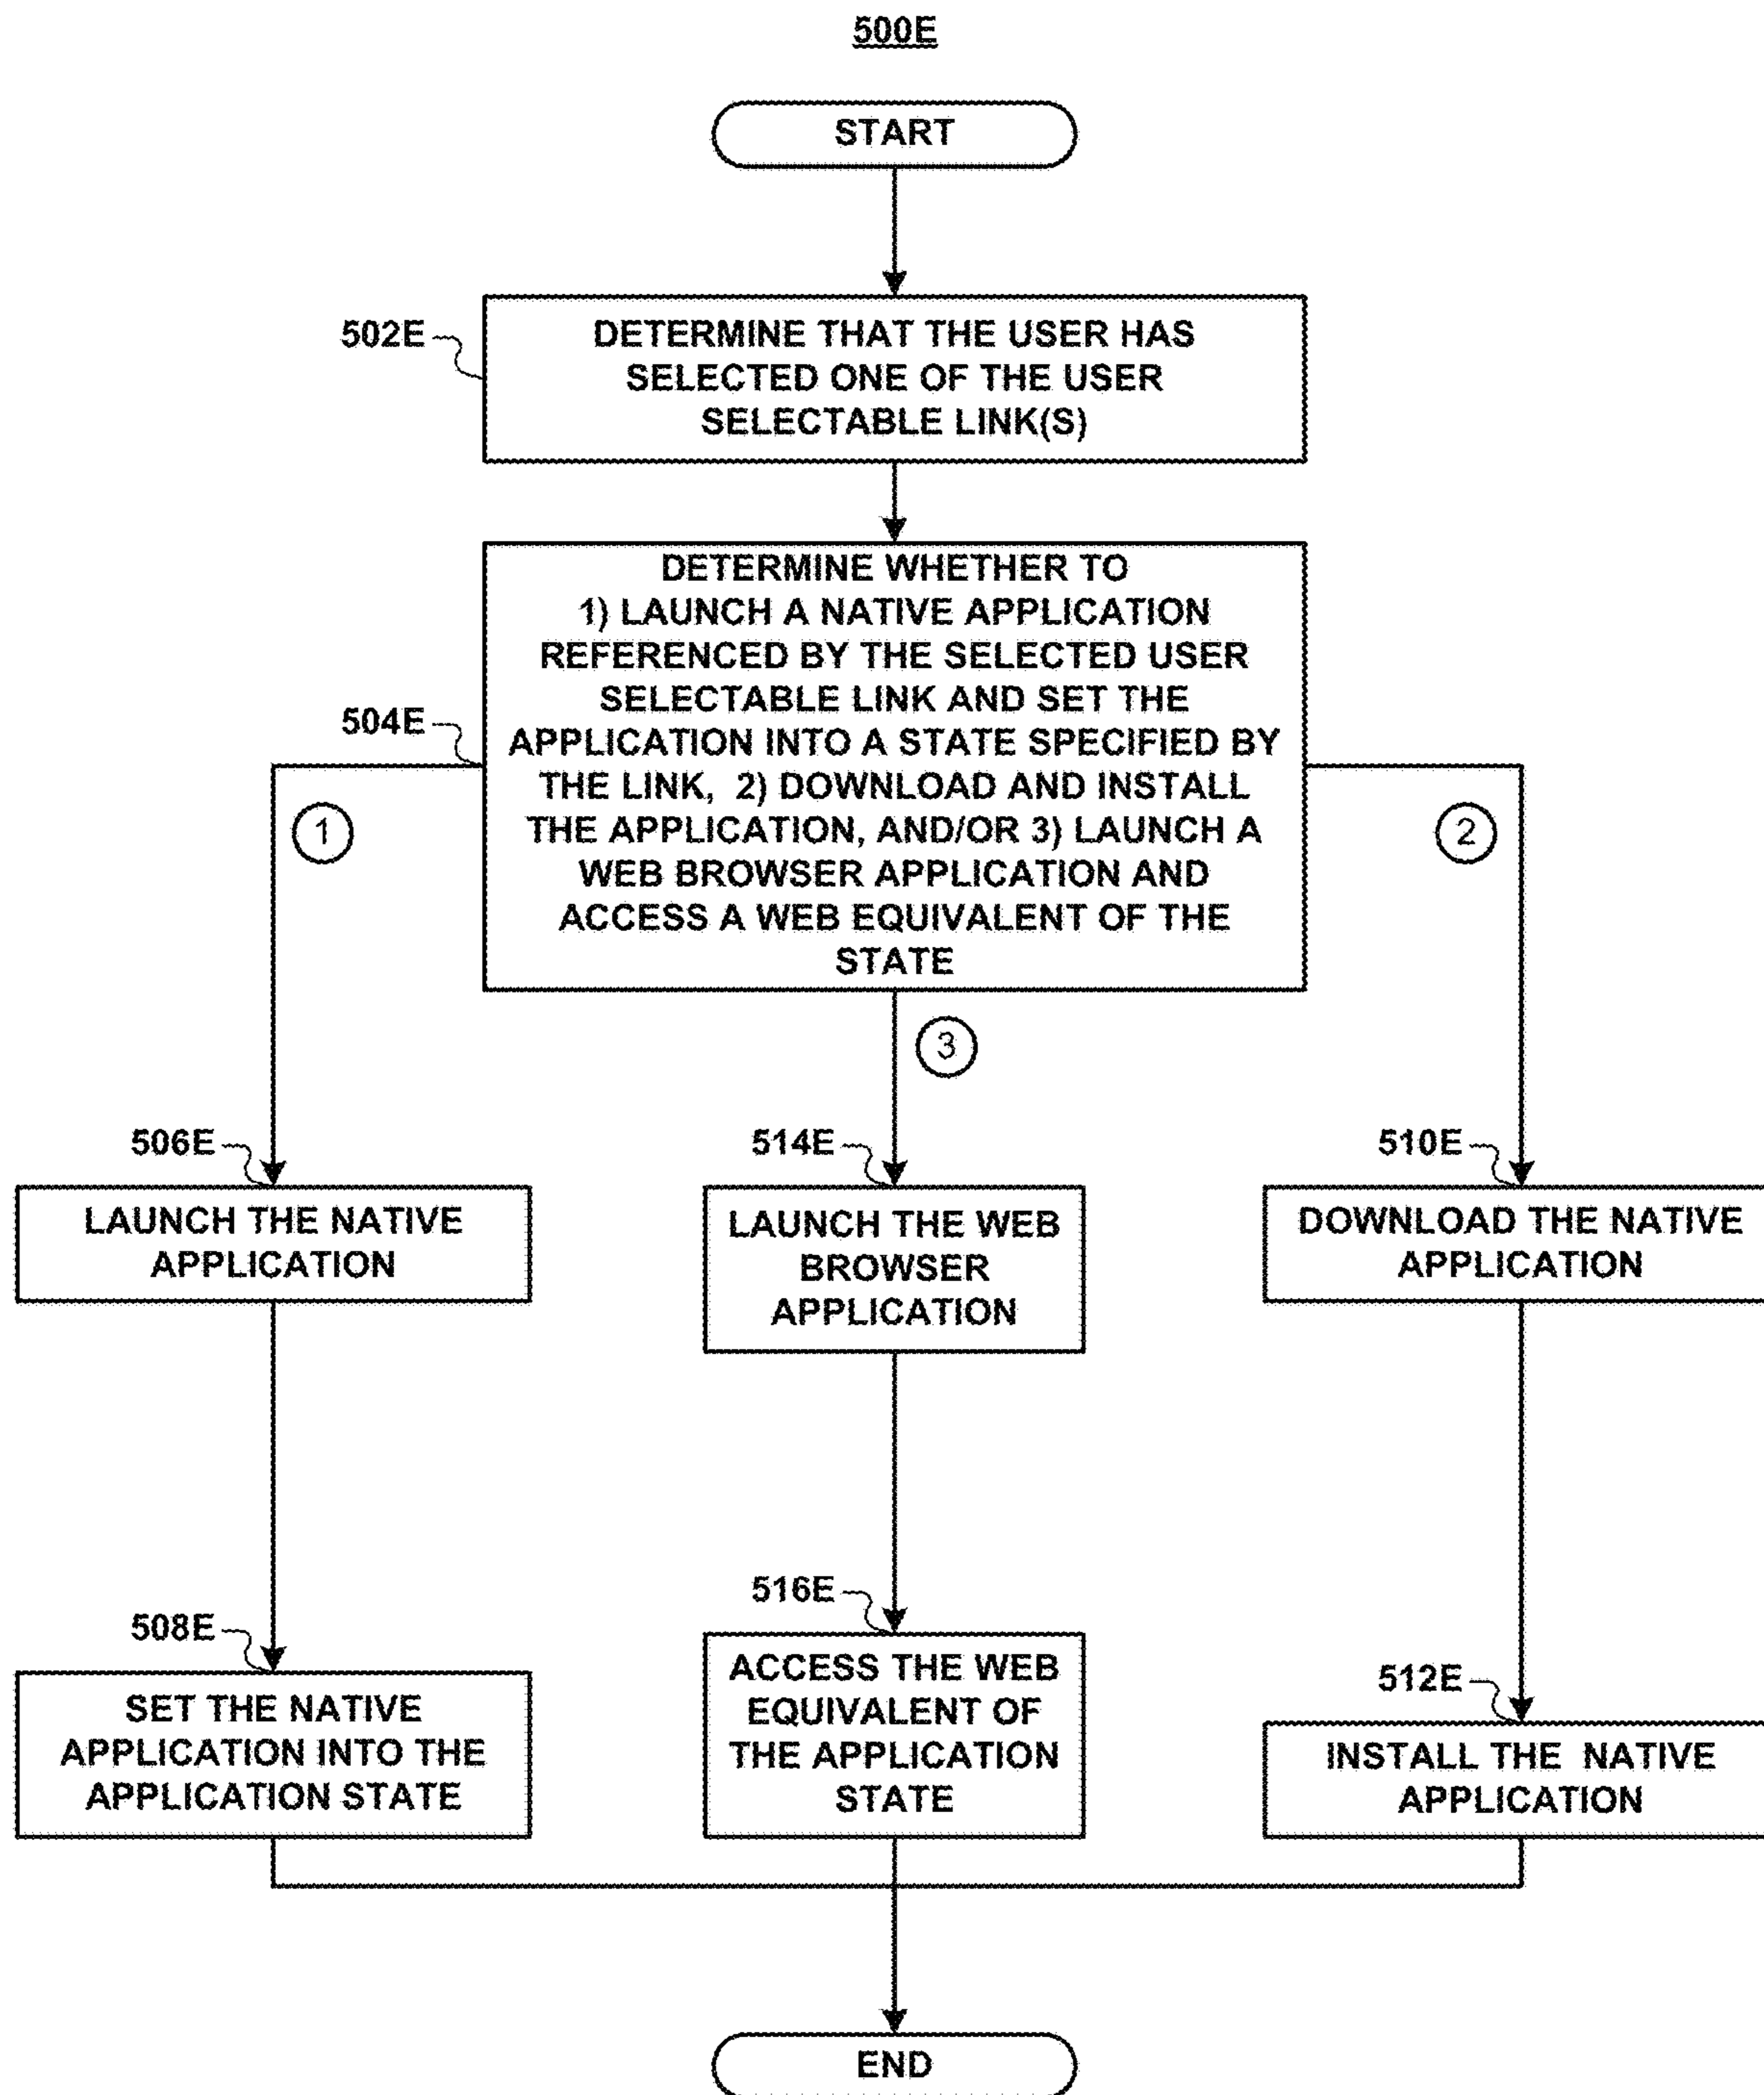 500E
START
502E
DETERMINE THAT THE USER HAS
SELECTED ONE OF THE USER
SELECTABLE LINK(S)
504E
DETERMINE WHETHER TO
1) LAUNCH A NATIVE APPLICATION
REFERENCED BY THE SELECTED USER
SELECTABLE LINK AND SET THE
APPLICATION INTO A STATE SPECIFIED BY
THE LINK, 2) DOWNLOAD AND INSTALL
THE APPLICATION, AND/OR 3) LAUNCH A
WEB BROWSER APPLICATION AND
ACCESS A WEB EQUIVALENT OF THE
STATE
1
2
3
506E
LAUNCH THE NATIVE
APPLICATION
514E
LAUNCH THE WEB
BROWSER
APPLICATION
510E
DOWNLOAD THE NATIVE
APPLICATION
508E
SET THE NATIVE
APPLICATION INTO THE
APPLICATION STATE
516E
ACCESS THE WEB
EQUIVALENT OF
THE APPLICATION
STATE
512E
INSTALL THE NATIVE
APPLICATION
END